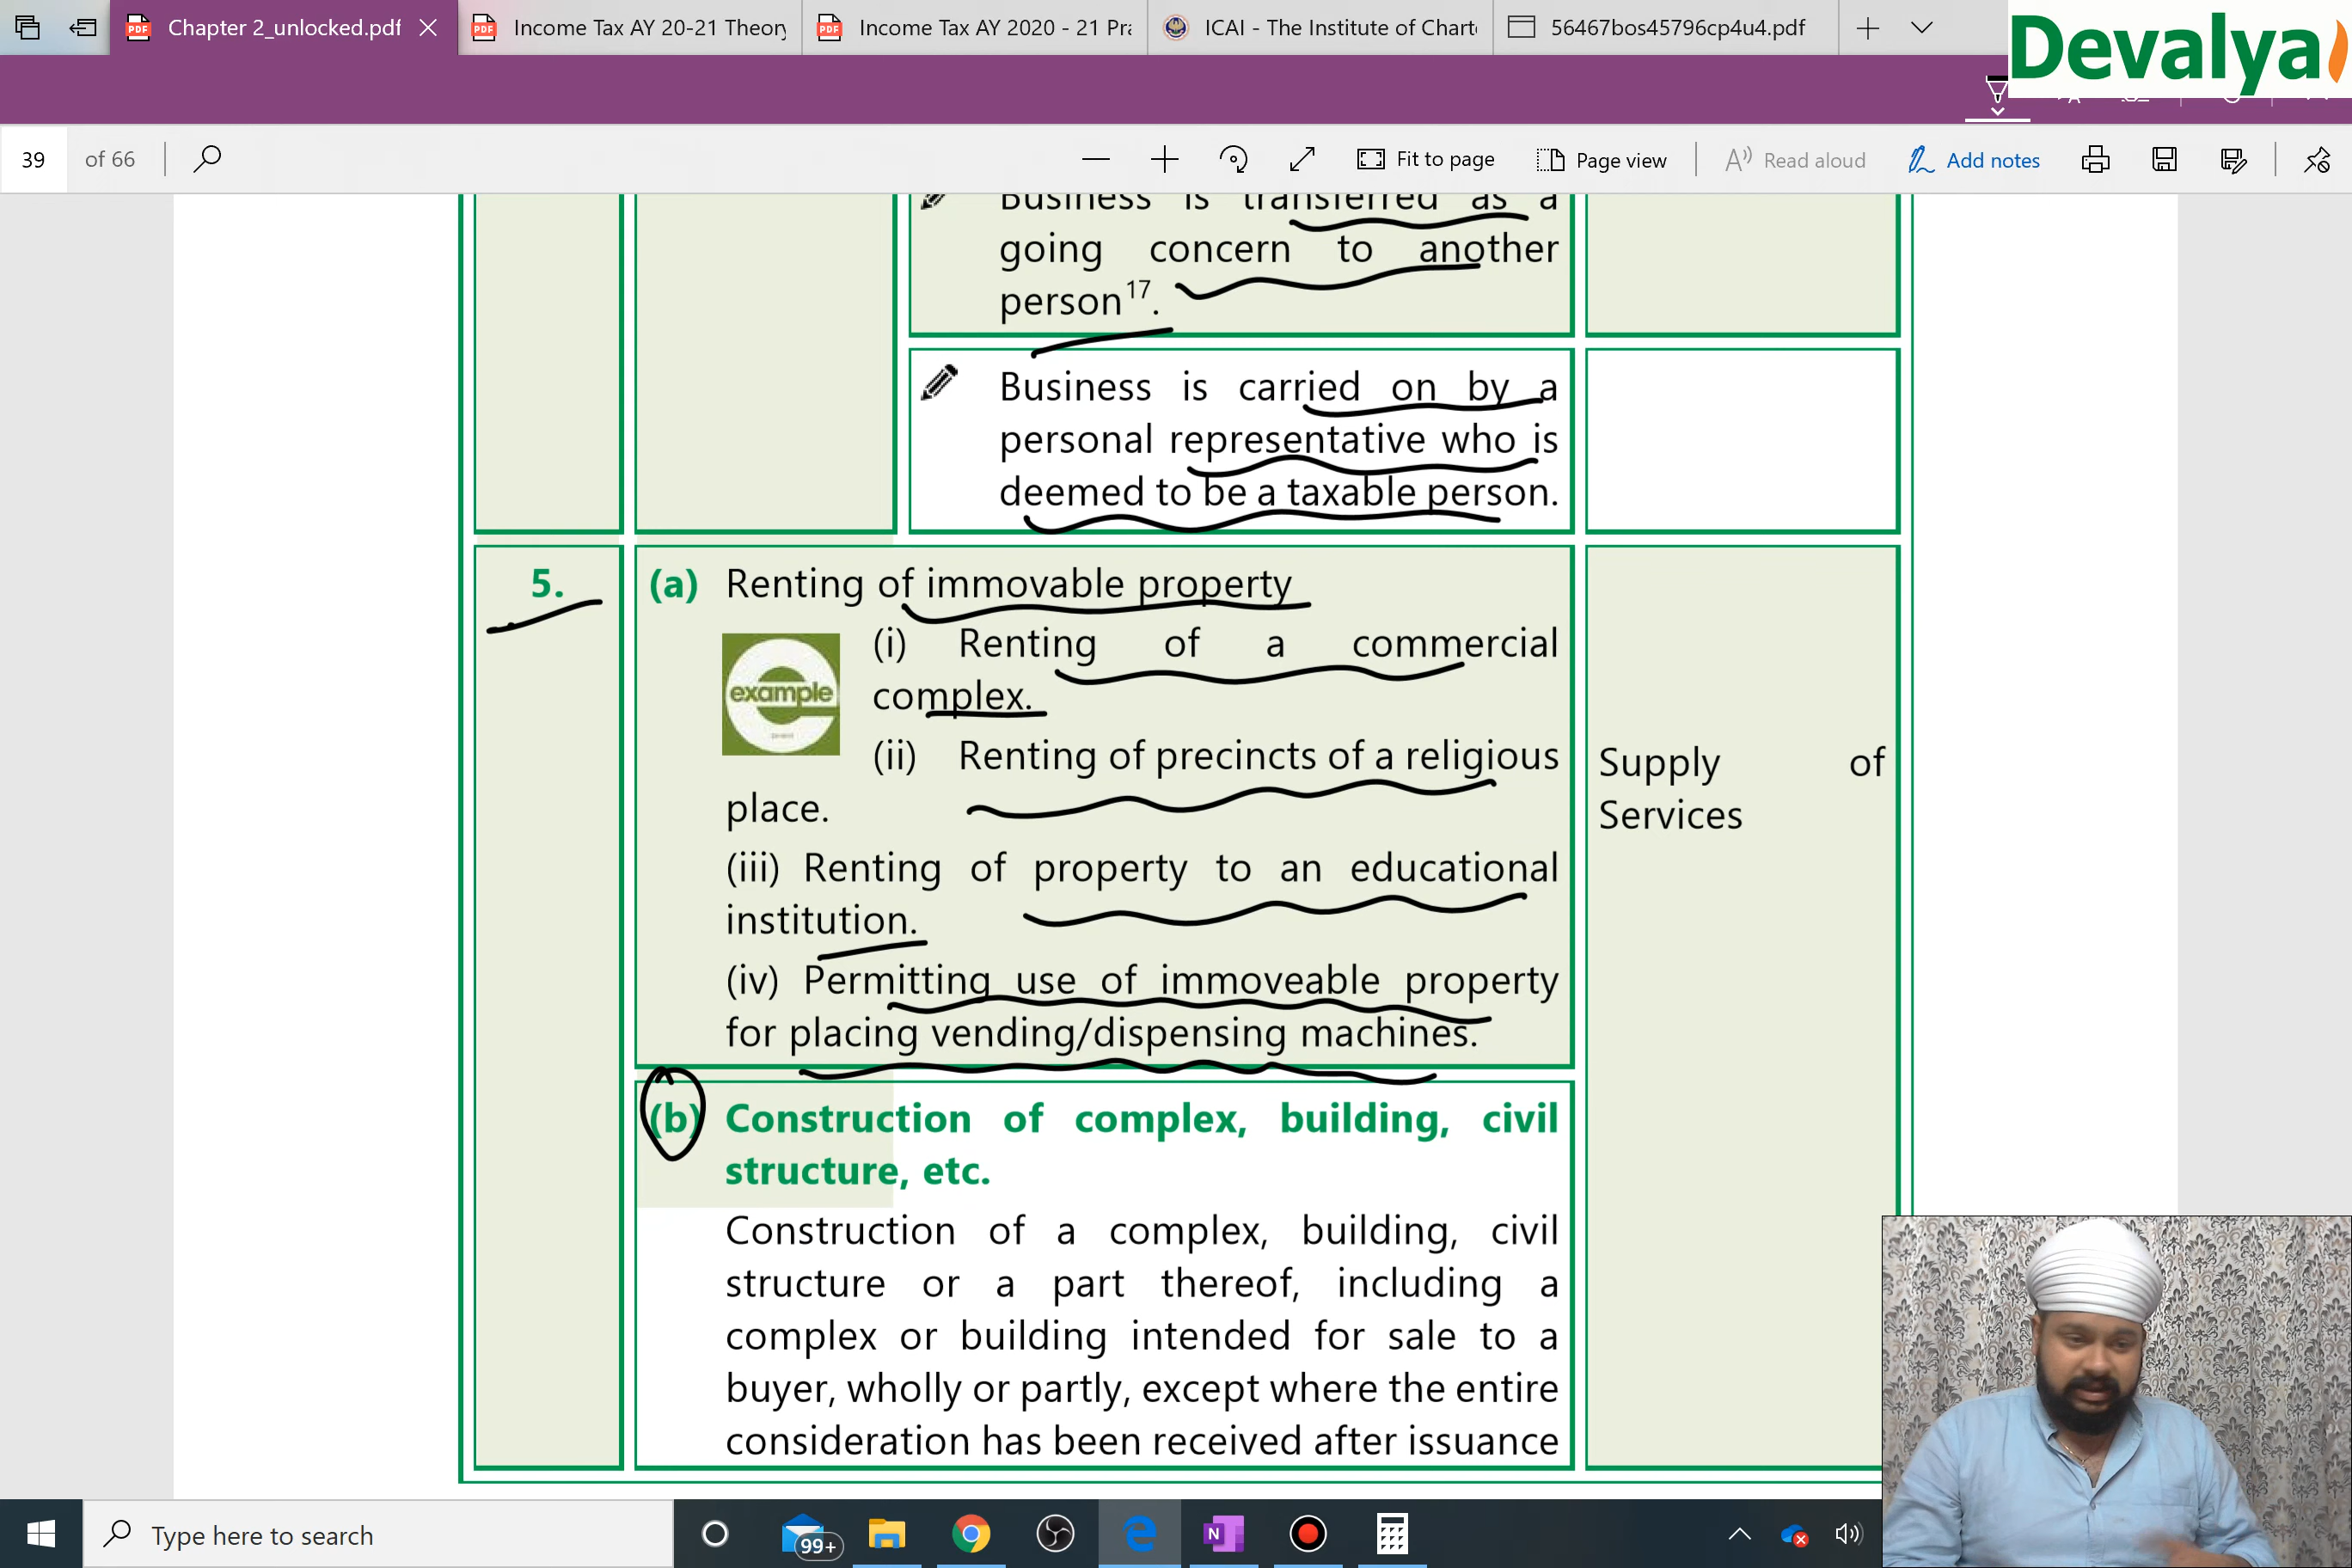 Chapter 2_unlocked.pdf
Income Tax AY 20-21 Theory
Income Tax AY 2020 - 21 Pra
ICAI - The Institute of Chart
56467bos45796cp4u4.pdf
Devalya
39 of 66
Fit to page
Page view
Read aloud
Add notes
Business is transferred as a
going concern to another
person17.
Business is carried on by a
personal representative who is
deemed to be a taxable person.
5.
(a) Renting of immovable property
example
(i) Renting of a commercial
complex.
(ii) Renting of precincts of a religious
place.
(iii) Renting of property to an educational
institution.
(iv) Permitting use of immoveable property
for placing vending/dispensing machines.
Supply of
Services
(b) Construction of complex, building, civil
structure, etc.
Construction of a complex, building, civil
structure or a part thereof, including a
complex or building intended for sale to a
buyer, wholly or partly, except where the entire
consideration has been received after issuance
Type here to search
99+